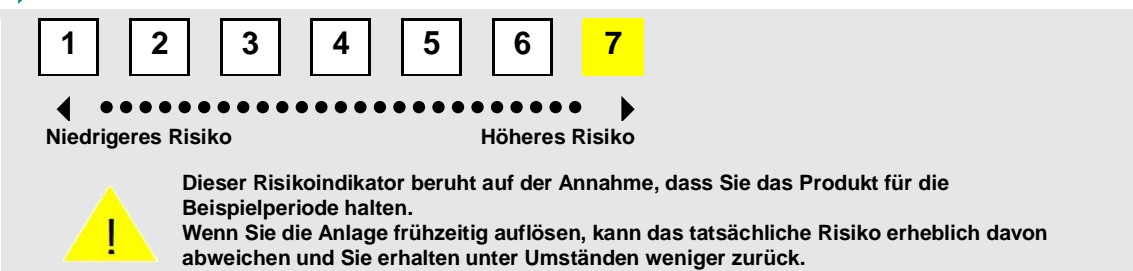 1 2 3 4 5 6 7
Niedrigeres Risiko Höheres Risiko
Dieser Risikoindikator beruht auf der Annahme, dass Sie das Produkt für die
Beispielperiode halten.
! Wenn Sie die Anlage frühzeitig auflösen, kann das tatsächliche Risiko erheblich davon
abweichen und Sie erhalten unter Umständen weniger zurück.